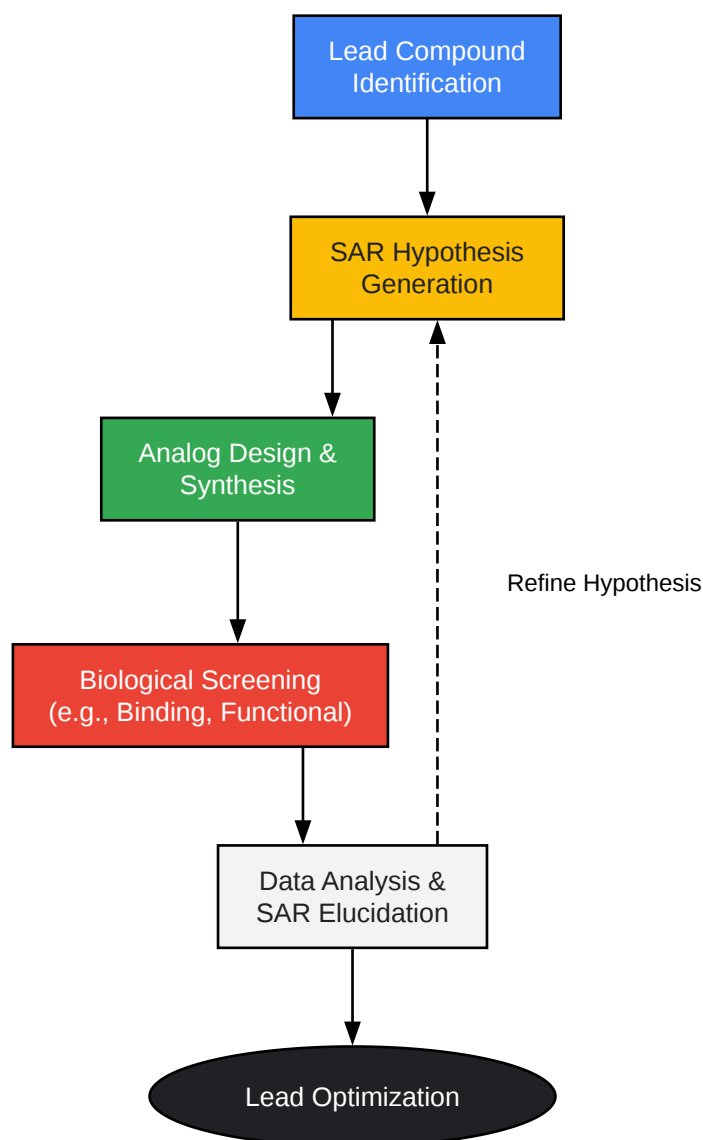 Lead Compound
Identification
SAR Hypothesis
Generation
Analog Design &
Synthesis
Refine Hypothesis
Biological Screening
(e.g., Binding, Functional)
Data Analysis &
SAR Elucidation
Lead Optimization